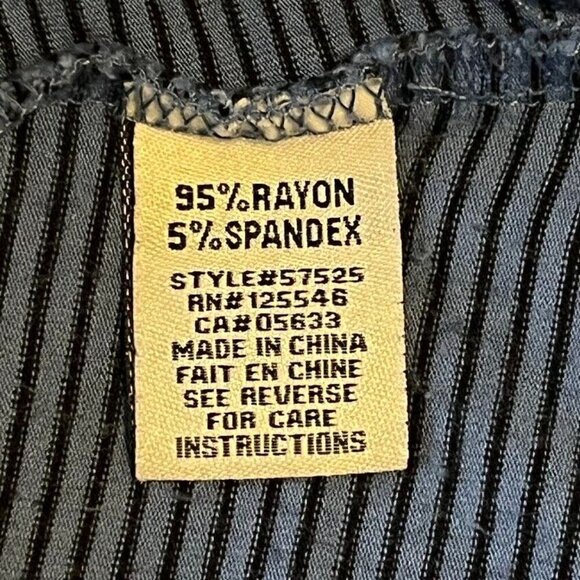 95%RAYON
5%SPANDEX
STYLE#57525
RN#125546
CA#05633
MADE IN CHINA
FAIT EN CHINE
SEE REVERSE
FOR CARE
INSTRUCTIONS